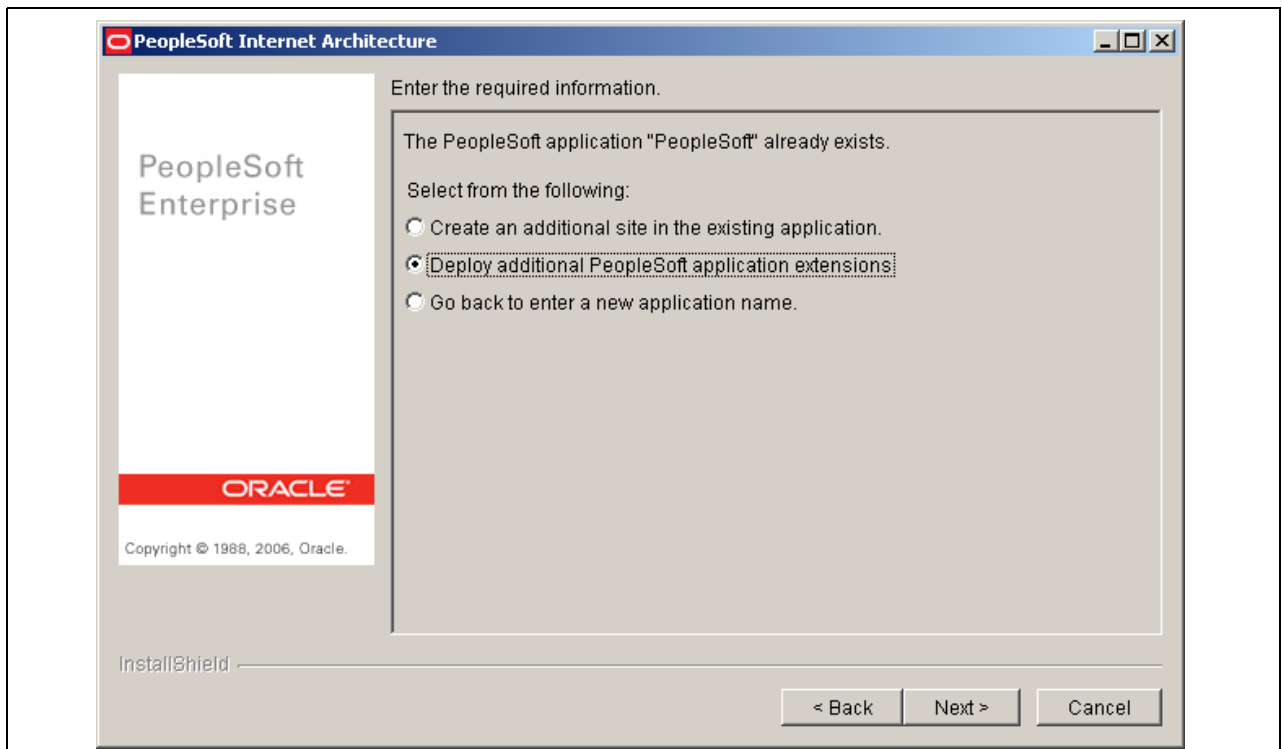 PeopleSoft Internet Architecture
PeopleSoft
Enterprise
ORACLE®
Copyright © 1988, 2006, Oracle.
Enter the required information.
The PeopleSoft application "PeopleSoft" already exists.
Select from the following:
Create an additional site in the existing application.
Deploy additional PeopleSoft application extensions
Go back to enter a new application name.
InstallShield
< Back
Next >
Cancel